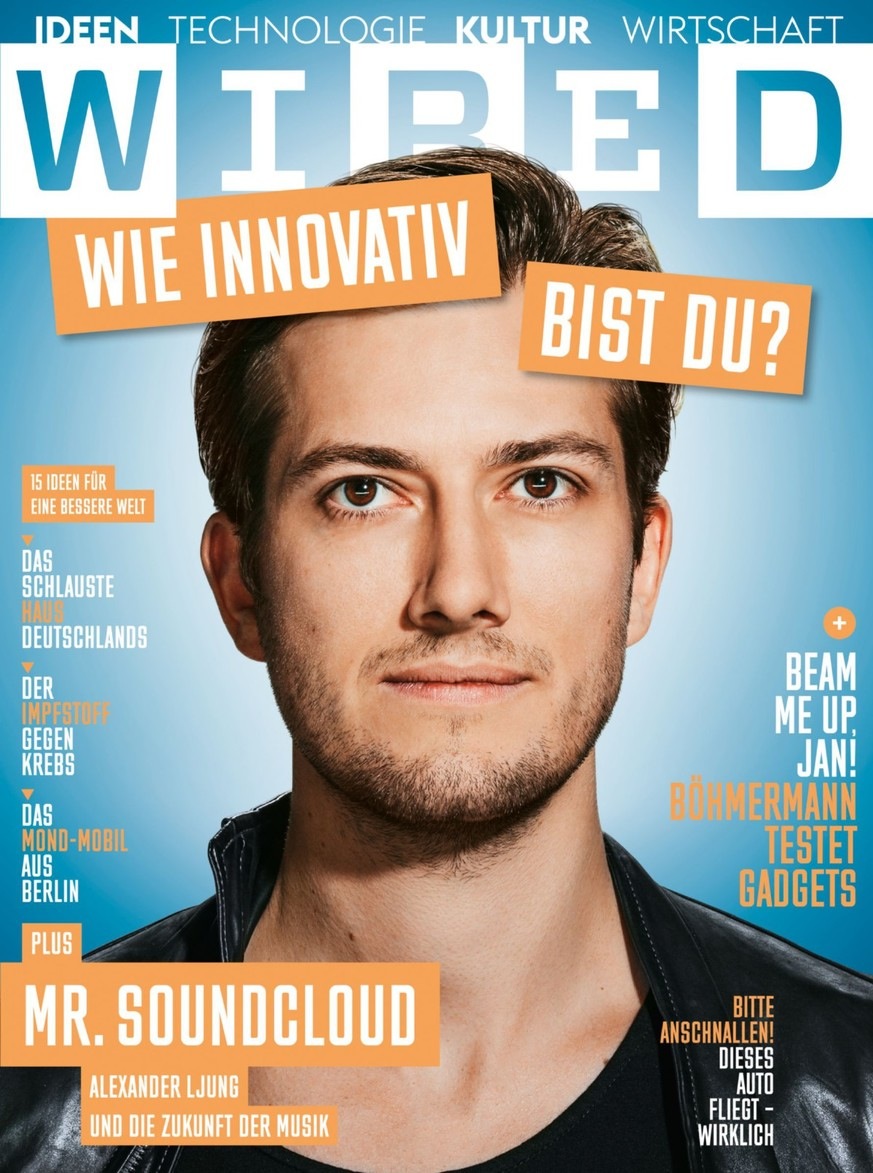 IDEEN TECHNOLOGIE KULTUR WIRTSCHAFT
WIRED
WIE INNOVATIV
BIST DU?
15 IDEEN FÜR
EINE BESSERE WELT
DAS
SCHLAUSTE
HAUS
DEUTSCHLANDS
DER
IMPFSTOFF
GEGEN
KREBS
DAS
MOND-MOBIL
AUS
BERLIN
PLUS
MR. SOUNDCLOUD
ALEXANDER LJUNG
UND DIE ZUKUNFT DER MUSIK
+
BEAM
ME UP,
JAN!
BÖHMERMANN
TESTET
GADGETS
BITTE
ANSCHNALLEN!
DIESES
AUTO
FLIEGT –
WIRKLICH